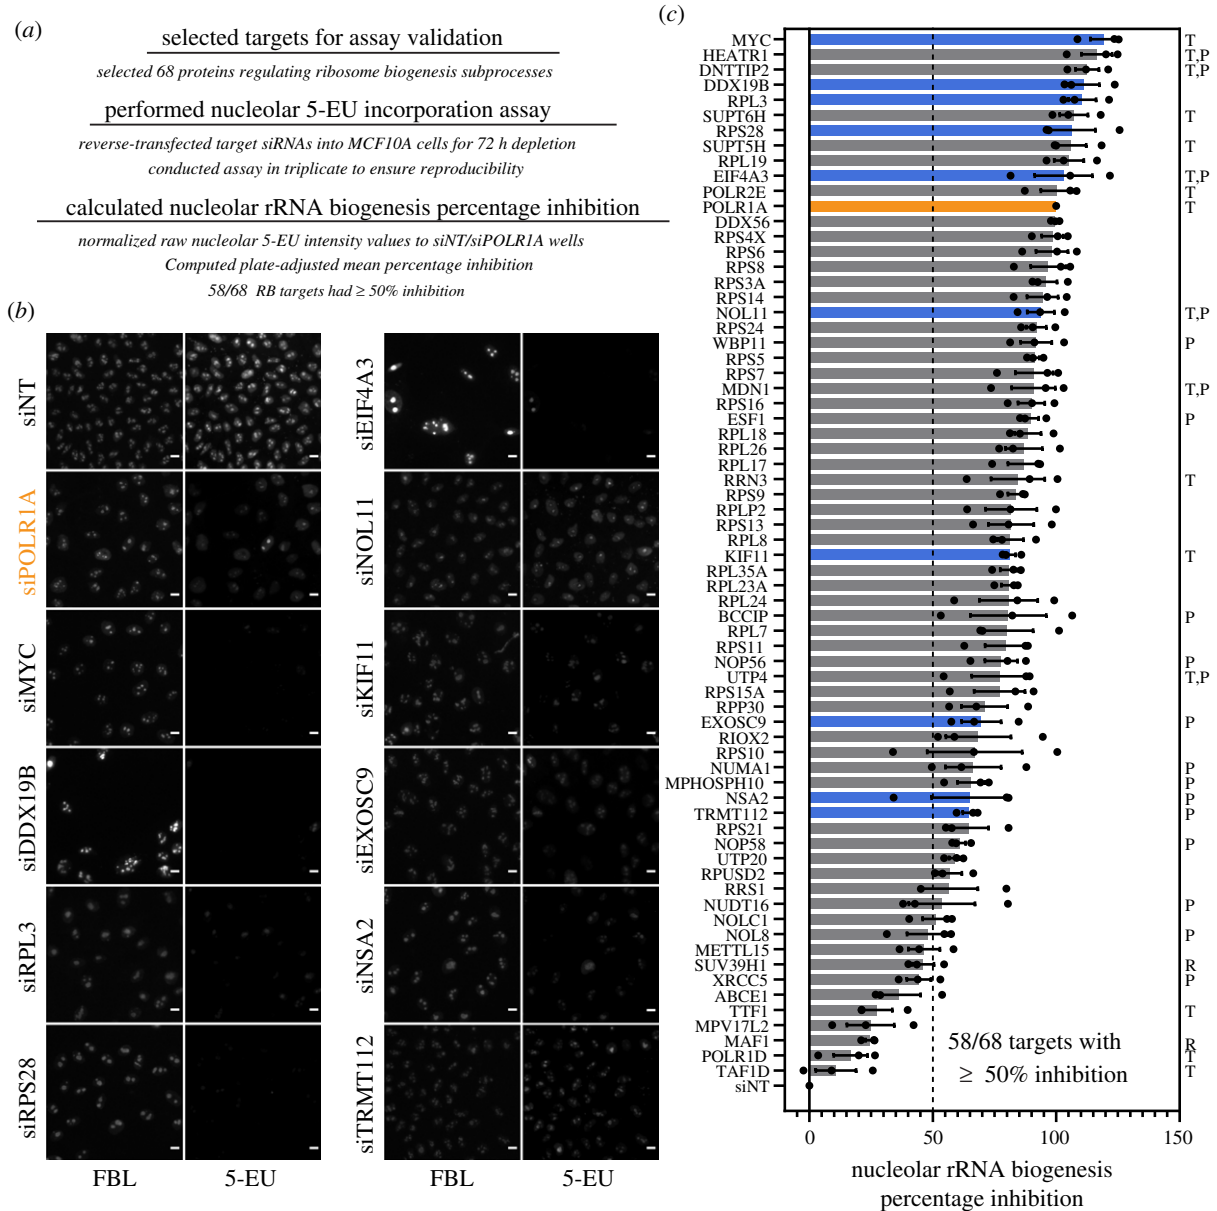 (a)
selected targets for assay validation
selected 68 proteins regulating ribosome biogenesis subprocesses
performed nucleolar 5-EU incorporation assay
reverse-transfected target siRNAs into MCF10A cells for 72 h depletion
conducted assay in triplicate to ensure reproducibility
calculated nucleolar rRNA biogenesis percentage inhibition
normalized raw nucleolar 5-EU intensity values to siNT/siPOLR1A wells
Computed plate-adjusted mean percentage inhibition
58/68 RB targets had ≥ 50% inhibition
(b)
siNT
siPOLR1A
siMYC
siDDX19B
siRPL3
siRPS28
FBL
5-EU
siEIF4A3
siNOL11
siKIF11
siEXOSC9
siNSA2
siTRMT112
FBL
5-EU
(c)
MYC T
HEATR1 T,P
DNTTIP2 T,P
DDX19B
RPL3
SUPT6H T
RPS28
SUPT5H T
RPL19
EIF4A3 T,P
POLR2E T
POLR1A T
DDX56
RPS4X
RPS6
RPS8
RPS3A
RPS14
NOL11 T,P
RPS24
WBP11 P
RPS5
RPS7
MDN1 T,P
RPS16
ESF1 P
RPL18
RPL26
RPL17
RRN3 T
RPS9
RPLP2
RPS13
RPL8
KIF11 T
RPL35A
RPL23A
RPL24
BCCIP P
RPL7
RPS11
NOP56 P
UTP4 T,P
RPS15A
RPP30
EXOSC9 P
RIOX2
RPS10
NUMA1 P
MPHOSPH10 P
NSA2 P
TRMT112 P
RPS21
NOP58 P
UTP20
RPUSD2
RRS1
NUDT16 P
NOLC1
NOL8 P
METTL15
SUV39H1 R
XRCC5 P
ABCE1
TTF1 T
MPV17L2
MAF1 R
POLR1D T
TAF1D T
siNT
58/68 targets with
≥ 50% inhibition
0 50 100 150
nucleolar rRNA biogenesis
percentage inhibition